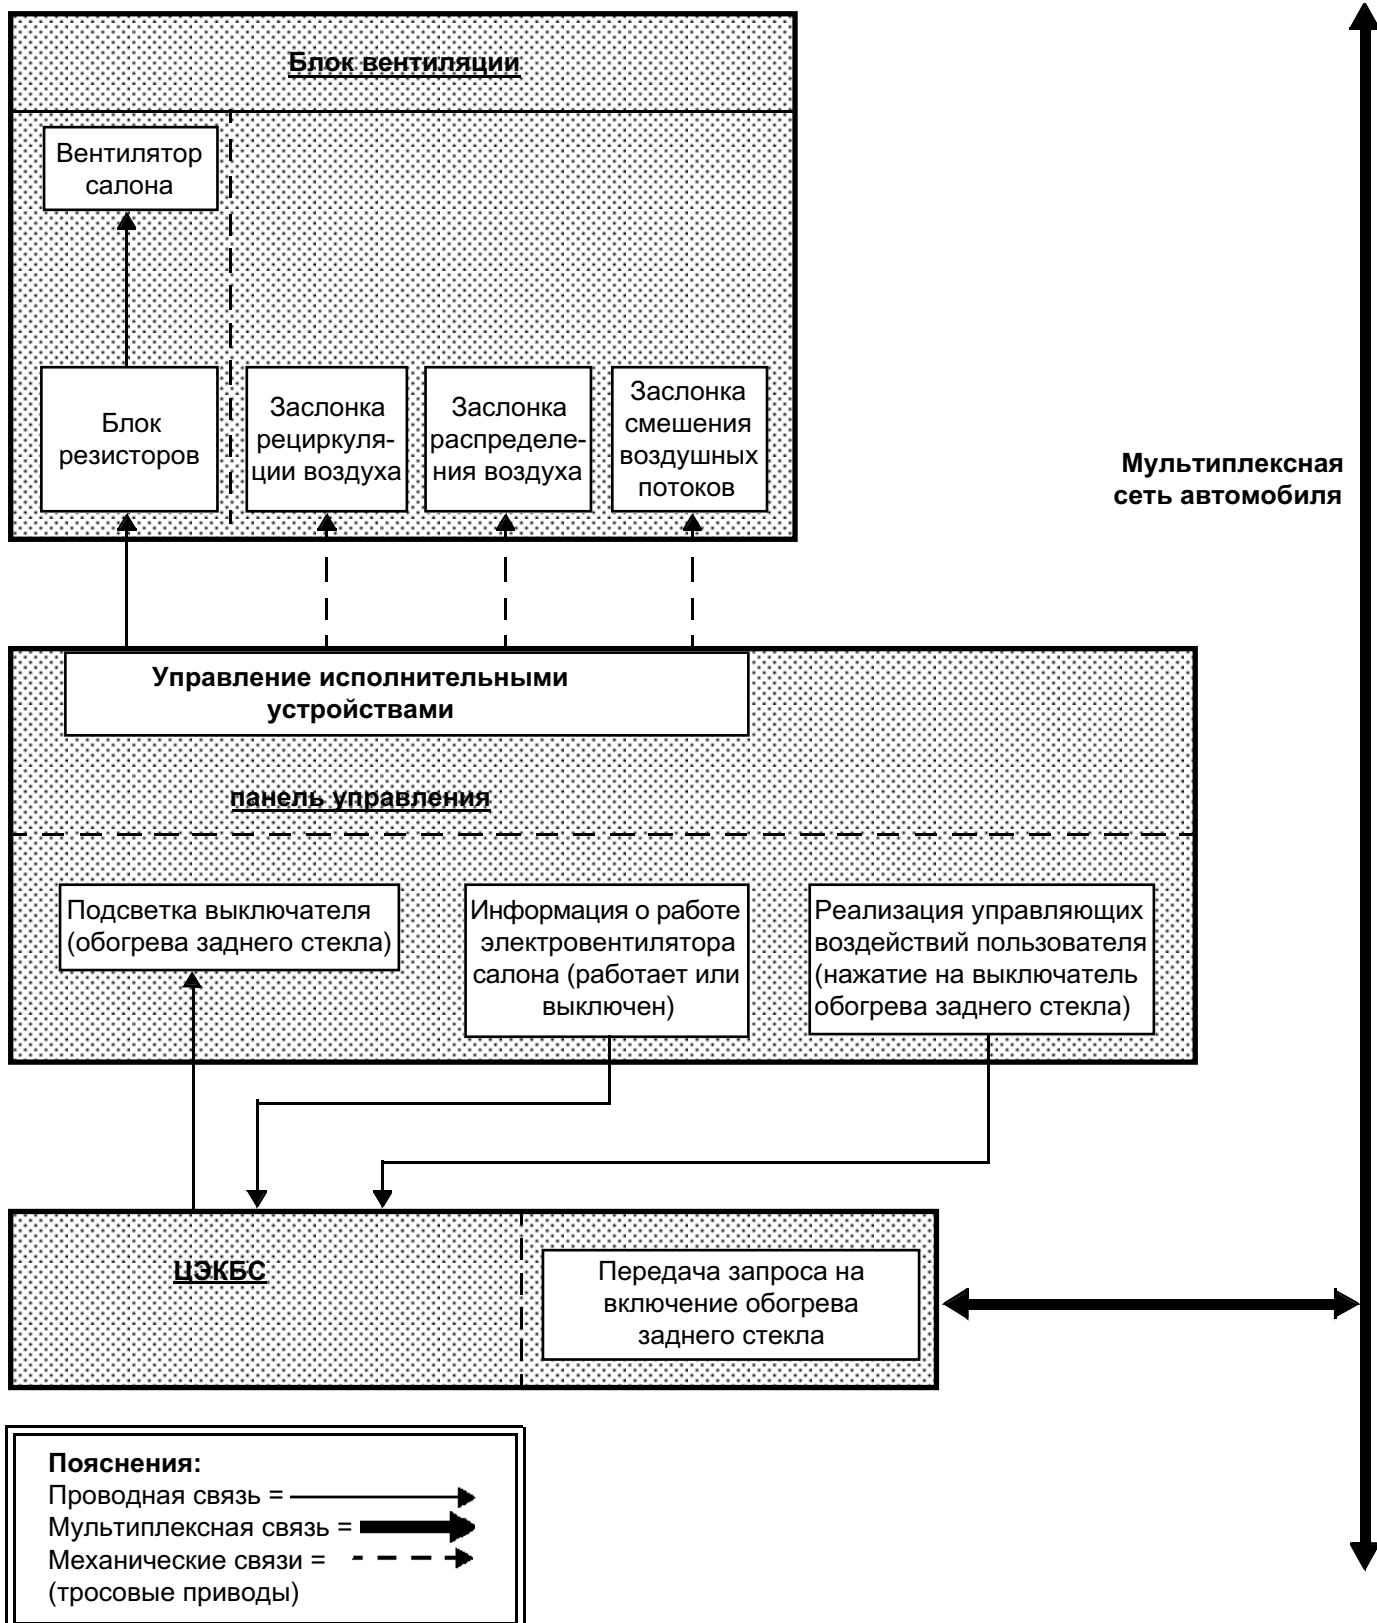 Блок вентиляции
Вентилятор
салона
Блок
резисторов
Заслонка
рециркуля-
ции воздуха
Заслонка
распределе-
ния воздуха
Заслонка
смешения
воздушных
потоков
Мультиплексная
сеть автомобиля
Управление исполнительными
устройствами
панель управления
Подсветка выключателя
(обогрева заднего стекла)
Информация о работе
электровентилятора
салона (работает или
выключен)
Реализация управляющих
воздействий пользователя
(нажатие на выключатель
обогрева заднего стекла)
ЦЭКБС
Передача запроса на
включение обогрева
заднего стекла
Пояснения:
Проводная связь =
Мультиплексная связь =
Механические связи =
(тросовые приводы)